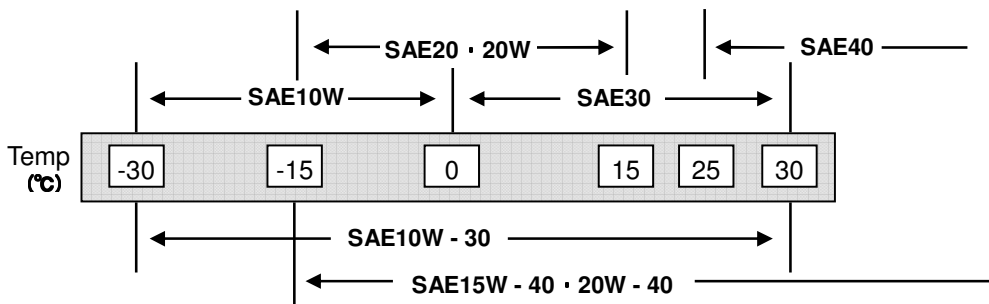 SAE20・20W
SAE40
SAE10W
SAE30
Temp
(℃)
-30
-15
0
15
25
30
SAE10W - 30
SAE15W - 40・20W - 40